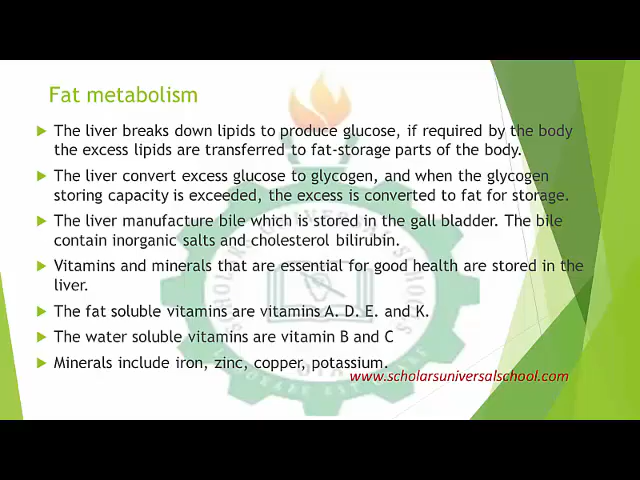 Fat metabolism
The liver breaks down lipids to produce glucose, if required by the body
the excess lipids are transferred to fat-storage parts of the body.
The liver convert excess glucose to glycogen, and when the glycogen
storing capacity is exceeded, the excess is converted to fat for storage.
The liver manufacture bile which is stored in the gall bladder. The bile
contain inorganic salts and cholesterol bilirubin.
Vitamins and minerals that are essential for good health are stored in the
liver.
The fat soluble vitamins are vitamins A. D. E. and K.
The water soluble vitamins are vitamin B and C
Minerals include iron, zinc, copper, potassium.
www.scholarsuniversalschool.com